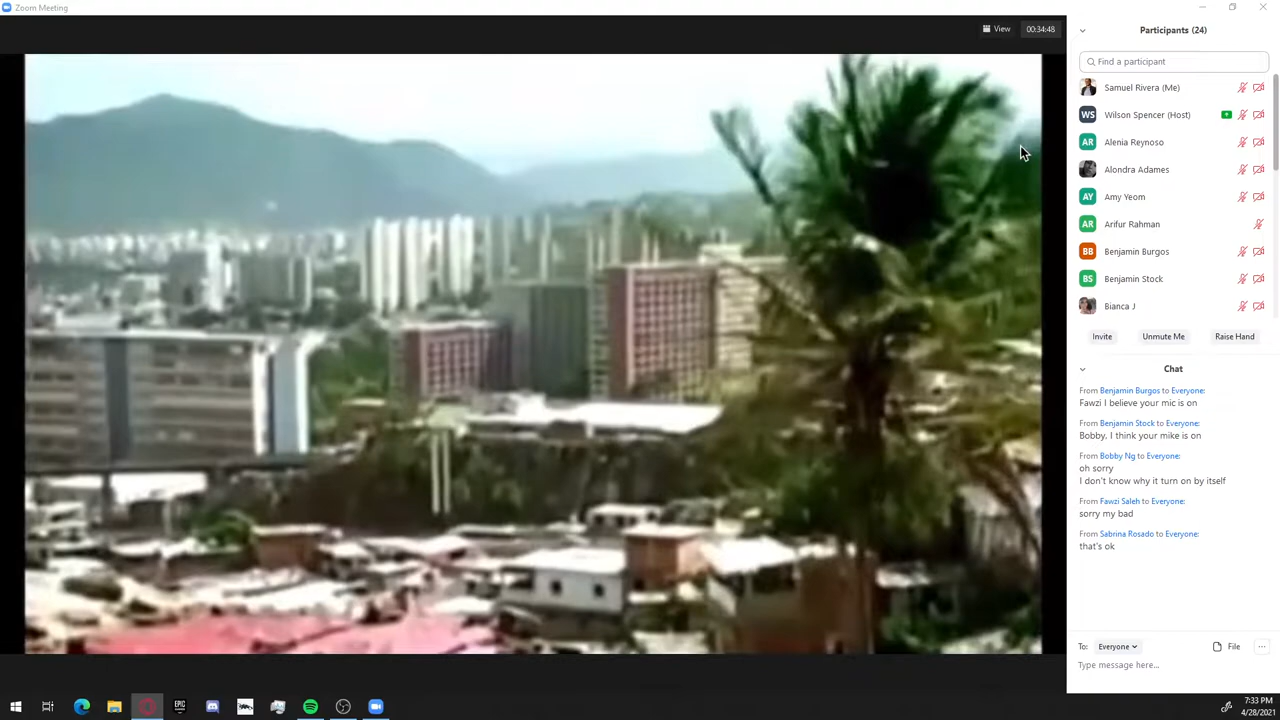 Zoom Meeting
View
00:34:48
Participants (24)
Find a participant
Samuel Rivera (Me)
WS Wilson Spencer (Host)
AR Alenia Reynoso
Alondra Adames
AY Amy Yeom
AR Arifur Rahman
BB Benjamin Burgos
BS Benjamin Stock
Bianca J
Invite Unmute Me Raise Hand
Chat
From Benjamin Burgos to Everyone:
Fawzi I believe your mic is on
From Benjamin Stock to Everyone:
Bobby, I think your mike is on
From Bobby Ng to Everyone:
oh sorry
I don't know why it turn on by itself
From Fawzi Saleh to Everyone:
sorry my bad
From Sabrina Rosado to Everyone:
that's ok
To: Everyone File
Type message here...
EPIC
7:33 PM
4/28/2021